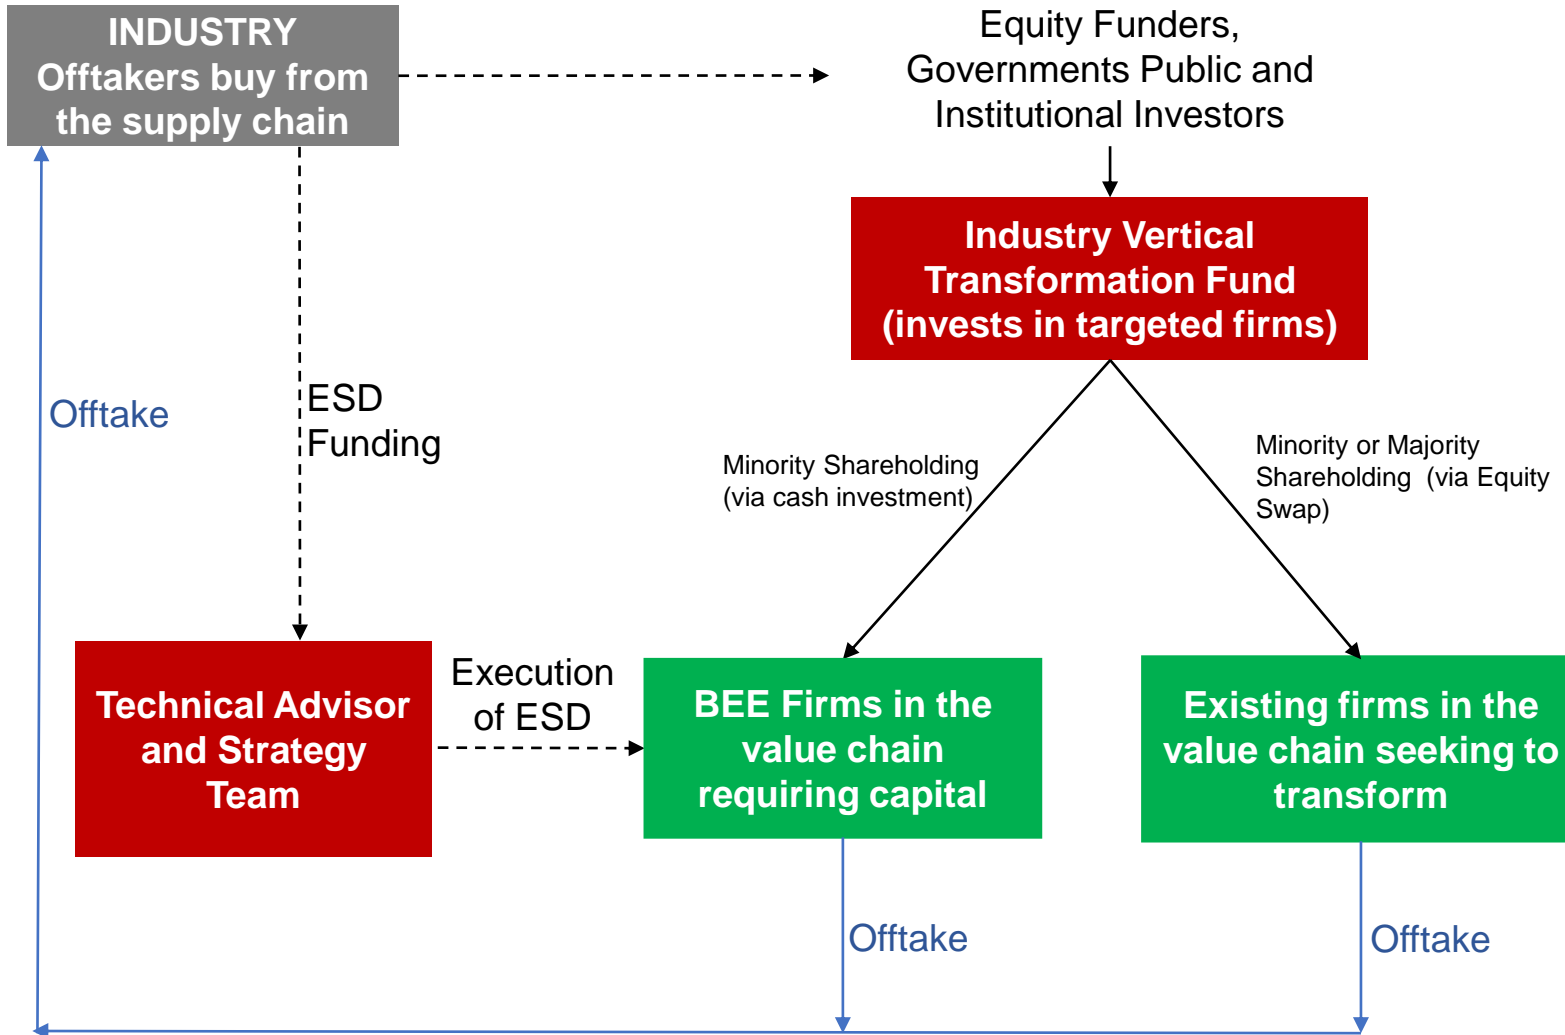 INDUSTRY
Offtakers buy from
the supply chain
Equity Funders,
Governments Public and
Institutional Investors
Industry Vertical
Transformation Fund
(invests in targeted firms)
Offtake
ESD
Funding
Minority Shareholding
(via cash investment)
Minority or Majority
Shareholding (via Equity
Swap)
Technical Advisor
and Strategy
Team
Execution
of ESD
BEE Firms in the
value chain
requiring capital
Existing firms in the
value chain seeking to
transform
Offtake
Offtake